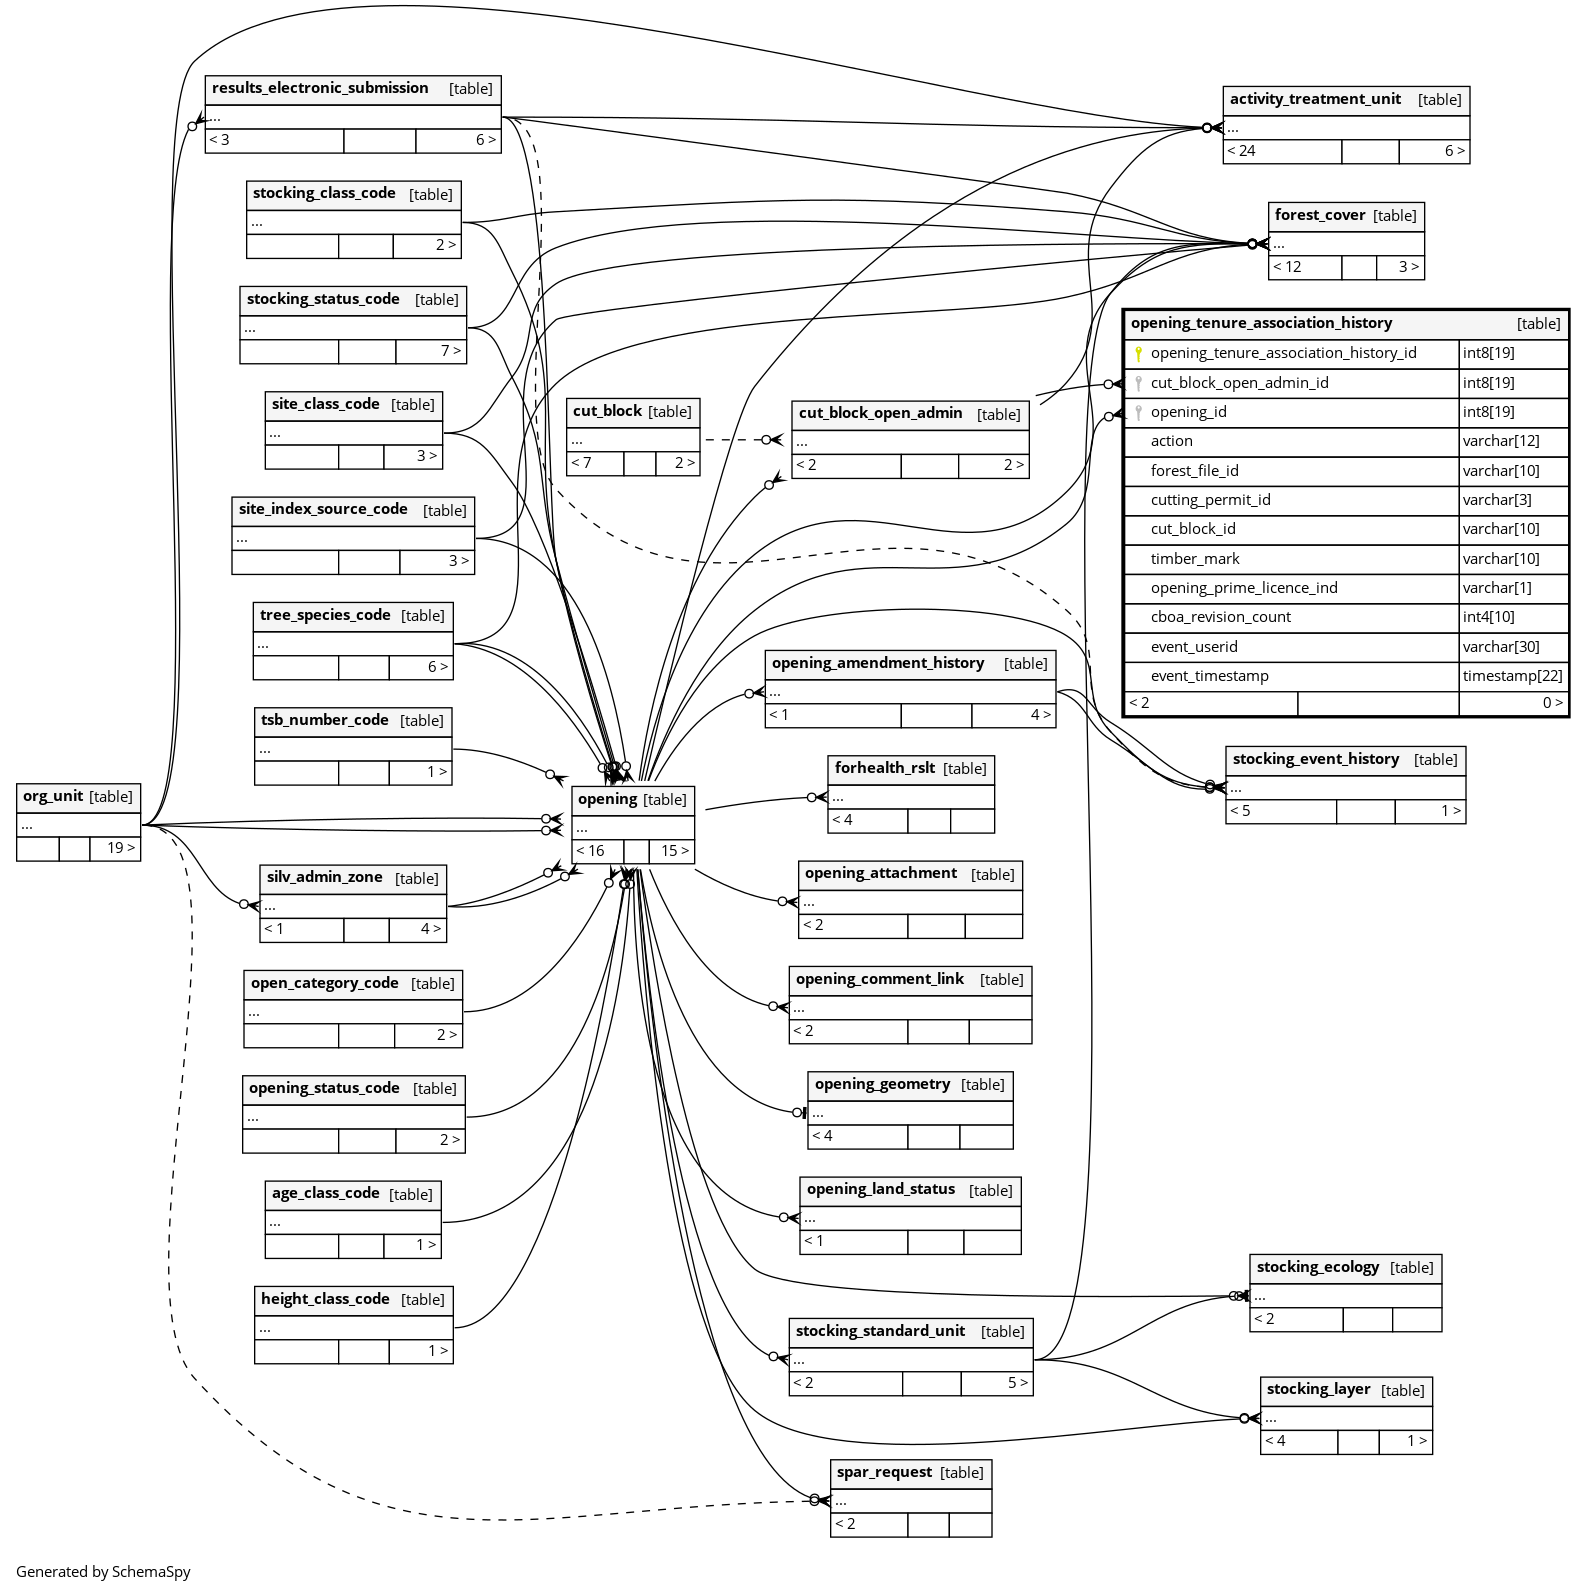 results_electronic_submission [table]
...
< 3 6 >
stocking_class_code [table]
...
2 >
stocking_status_code [table]
...
7 >
site_class_code [table]
...
3 >
site_index_source_code [table]
...
3 >
tree_species_code [table]
...
6 >
tsb_number_code [table]
...
1 >
org_unit [table]
...
19 >
silv_admin_zone [table]
...
< 1 4 >
open_category_code [table]
...
2 >
opening_status_code [table]
...
2 >
age_class_code [table]
...
1 >
height_class_code [table]
...
1 >
cut_block [table]
...
< 7 2 >
opening [table]
...
< 16 15 >
cut_block_open_admin [table]
...
< 2 2 >
opening_amendment_history [table]
...
< 1 4 >
forhealth_rslt [table]
...
< 4
opening_attachment [table]
...
< 2
opening_comment_link [table]
...
< 2
opening_geometry [table]
...
< 4
opening_land_status [table]
...
< 1
stocking_standard_unit [table]
...
< 2 5 >
spar_request [table]
...
< 2
activity_treatment_unit [table]
...
< 24 6 >
forest_cover [table]
...
< 12 3 >
opening_tenure_association_history [table]
opening_tenure_association_history_id int8[19]
cut_block_open_admin_id int8[19]
opening_id int8[19]
action varchar[12]
forest_file_id varchar[10]
cutting_permit_id varchar[3]
cut_block_id varchar[10]
timber_mark varchar[10]
opening_prime_licence_ind varchar[1]
cboa_revision_count int4[10]
event_userid varchar[30]
event_timestamp timestamp[22]
< 2 0 >
stocking_event_history [table]
...
< 5 1 >
stocking_ecology [table]
...
< 2
stocking_layer [table]
...
< 4 1 >
Generated by SchemaSpy